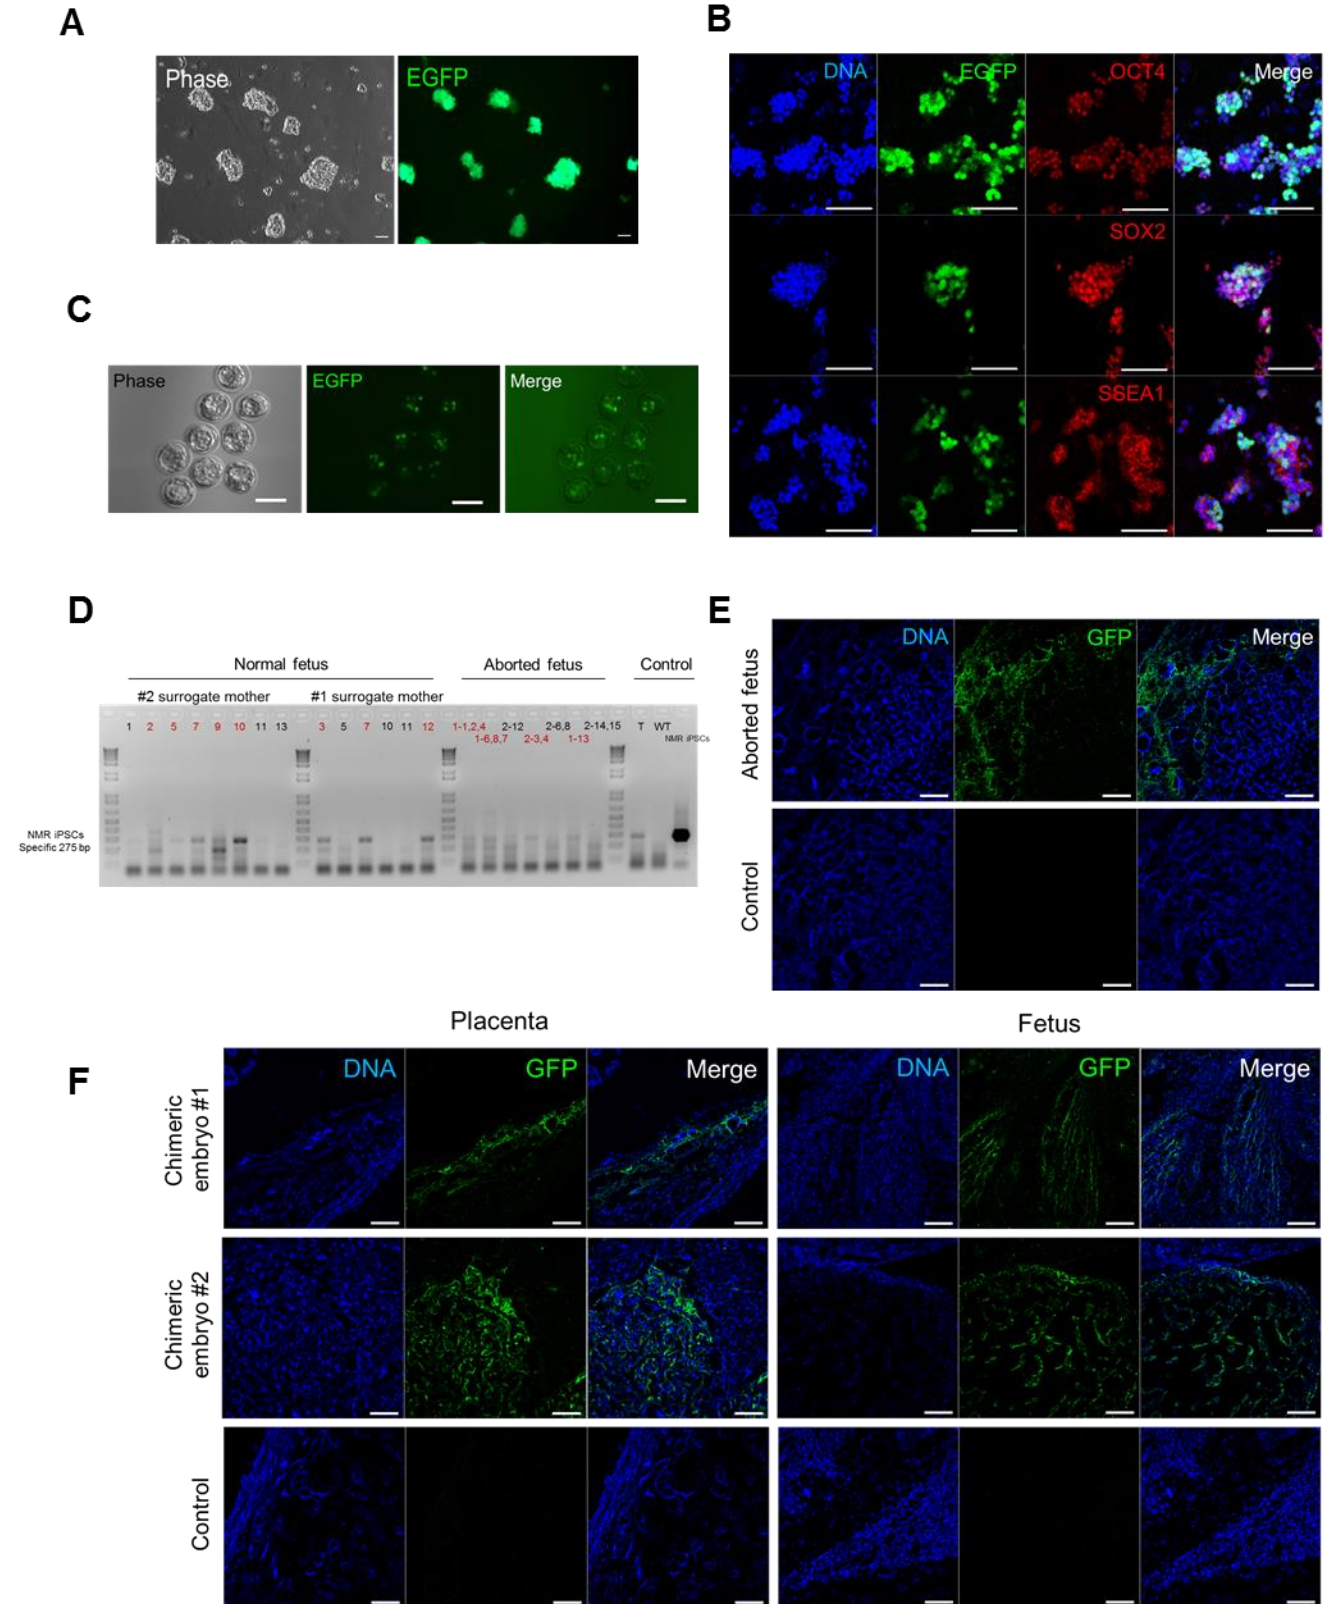 A
Phase
EGFP
B
DNA
EGFP
OCT4
Merge
SOX2
SSEA1
C
Phase
EGFP
Merge
D
Normal fetus
Aborted fetus
Control
#2 surrogate mother
#1 surrogate mother
1 2 5 7 9 10 11 13
3 5 7 10 11 12
1-1,2,4 2-12 2-6,8 2-14,15
1-6,8,7 2-3,4 1-13
T WT
NMR iPSCs
NMR iPSCs
Specific 275 bp
E
Aborted fetus
DNA
GFP
Merge
Control
F
Placenta
Fetus
Chimeric
embryo #1
DNA
GFP
Merge
DNA
GFP
Merge
Chimeric
embryo #2
Control